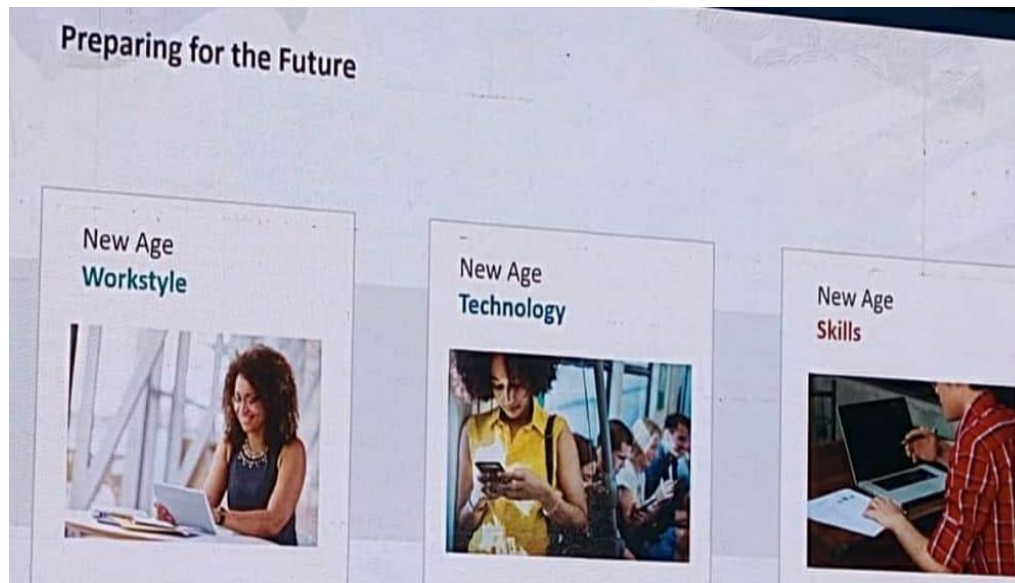 Preparing for the Future
New Age
Workstyle
New Age
Technology
New Age
Skills